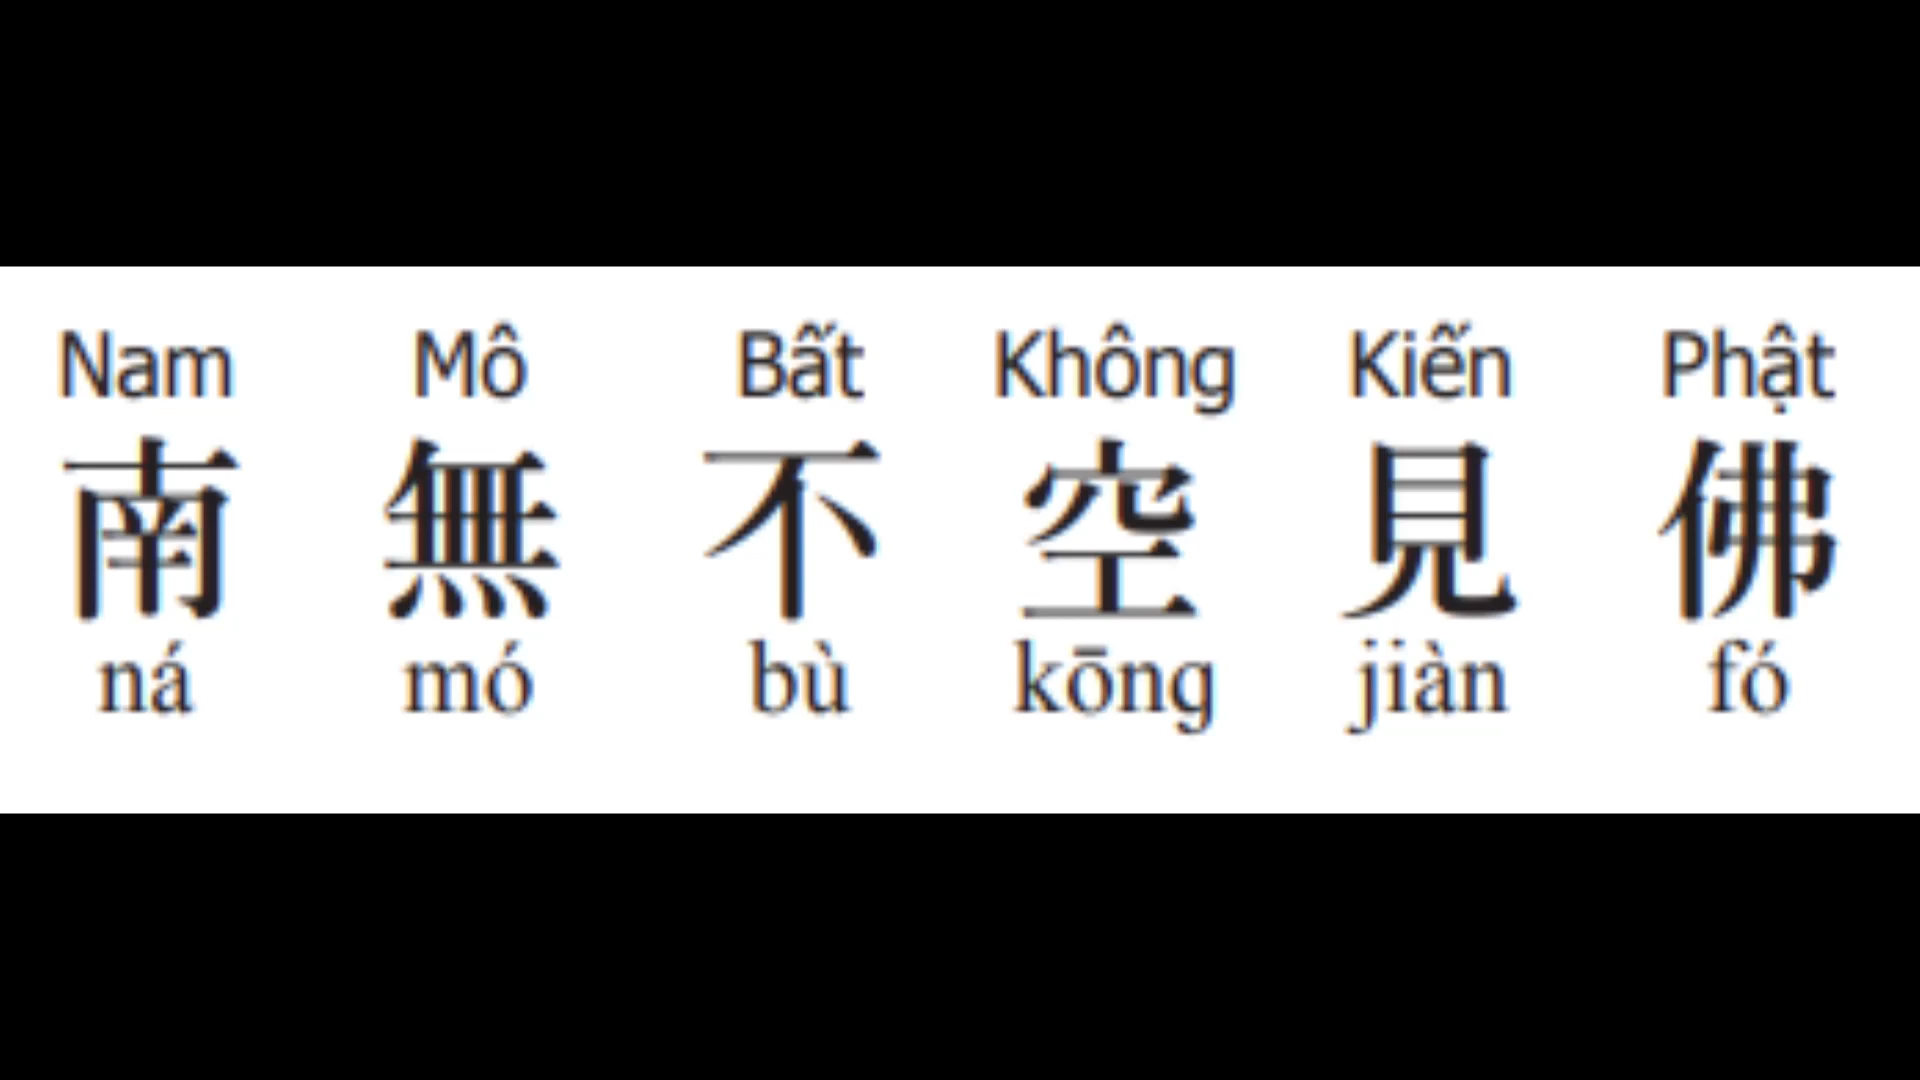 Nam Mô Bất Không Kiến Phật
南 無 不 空 見 佛
ná mó bù kōng jiàn fó